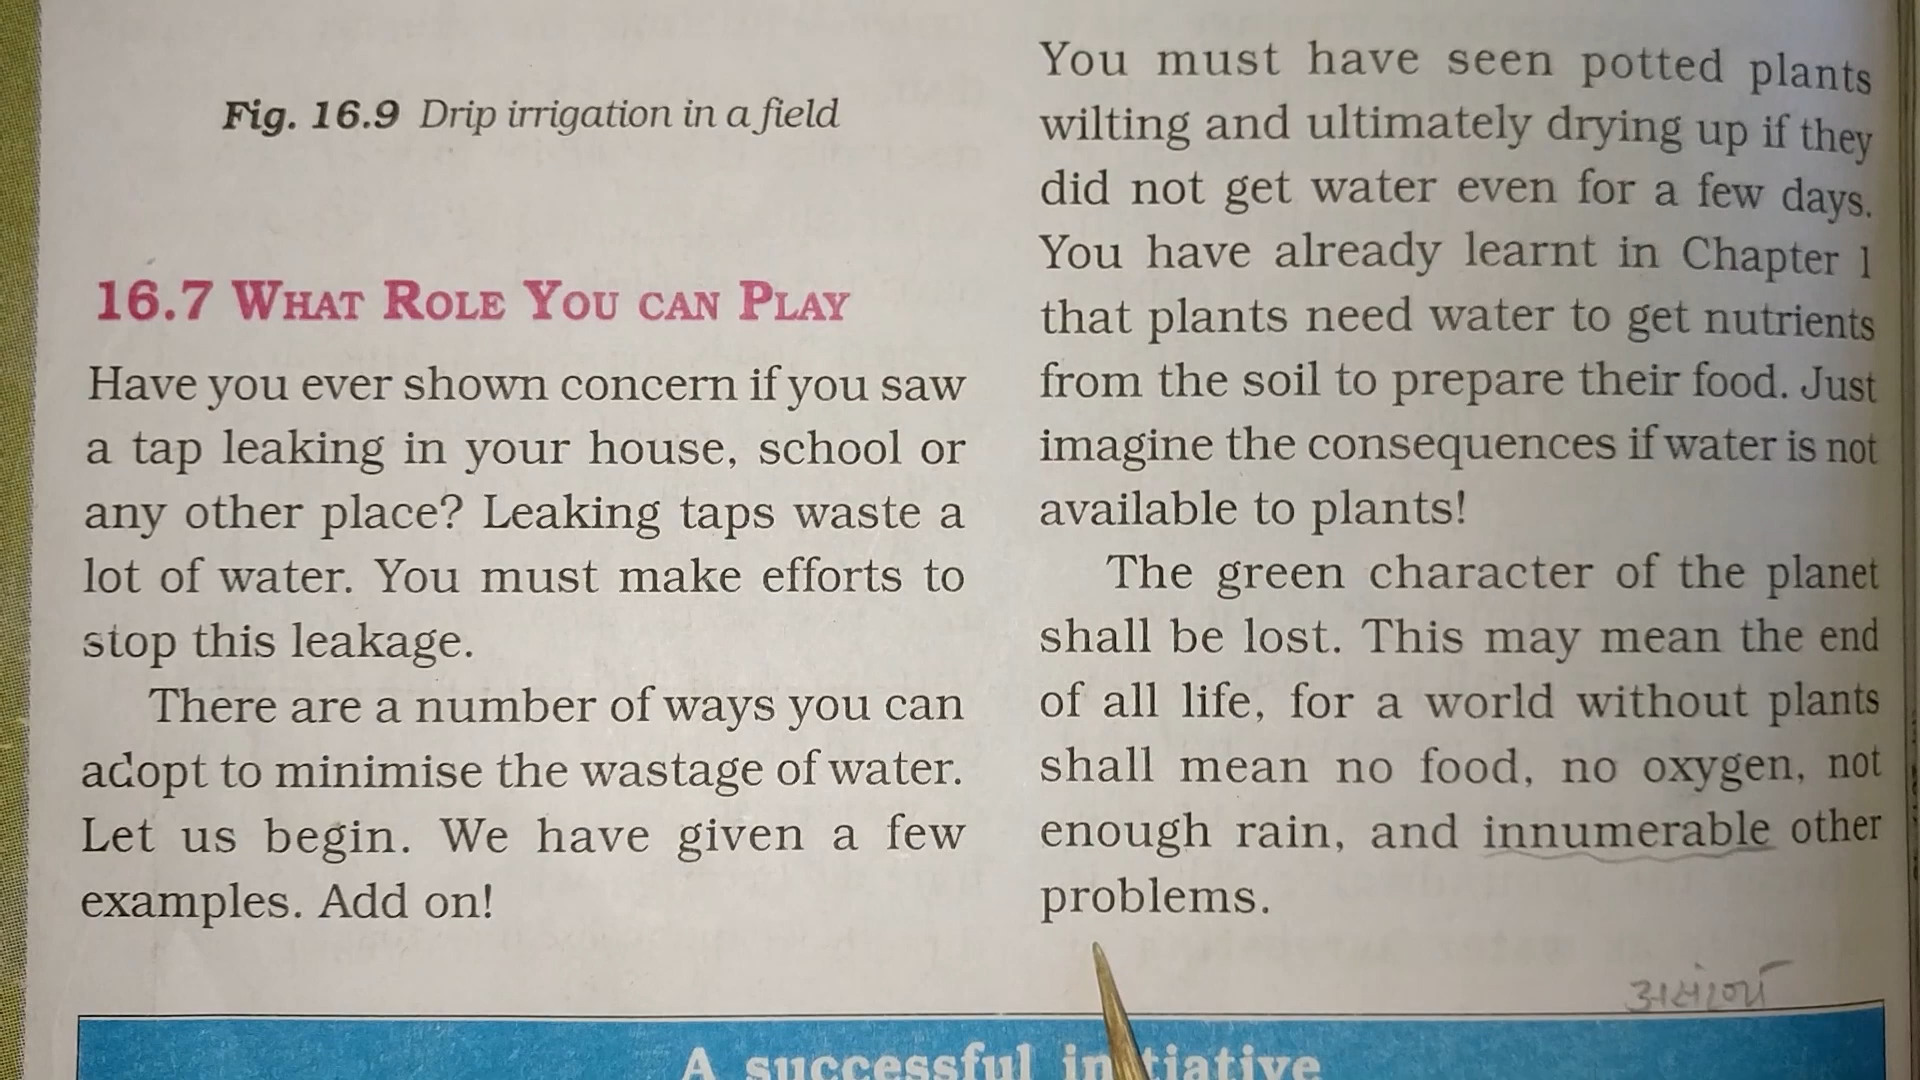 Fig. 16.9 Drip irrigation in a field
16.7 WHAT ROLE YOU CAN PLAY
Have you ever shown concern if you saw
a tap leaking in your house, school or
any other place? Leaking taps waste a
lot of water. You must make efforts to
stop this leakage.
There are a number of ways you can
adopt to minimise the wastage of water.
Let us begin. We have given a few
examples. Add on!
You must have seen potted plants
wilting and ultimately drying up if they
did not get water even for a few days.
You have already learnt in Chapter 1
that plants need water to get nutrients
from the soil to prepare their food. Just
imagine the consequences if water is not
available to plants!
The green character of the planet
shall be lost. This may mean the end
of all life, for a world without plants
shall mean no food, no oxygen, not
enough rain, and innumerable other
problems.
A successful in tiative